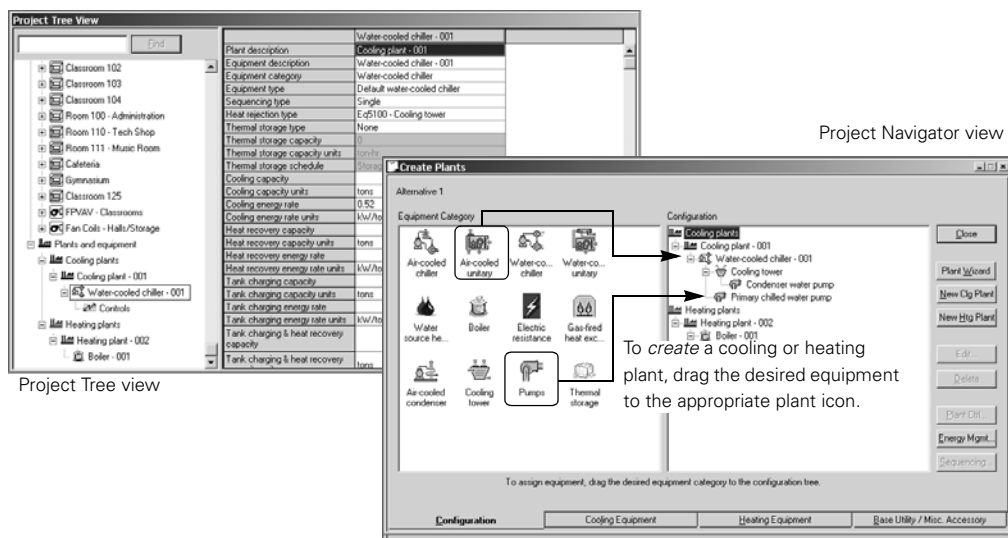 Project Tree View
Find
Classroom 102
Classroom 103
Classroom 104
Room 100 - Administration
Room 110 - Tech Shop
Room 111 - Music Room
Cafeteria
Gymnasium
Classroom 125
FPVAV - Classrooms
Fan Coils - Halls/Storage
Plants and equipment
Cooling plants
Cooling plant - 001
Water-cooled chiller - 001
Controls
Heating plants
Heating plant - 002
Boiler - 001
Water-cooled chiller - 001
Plant description Cooling plant - 001
Equipment description Water-cooled chiller - 001
Equipment category Water-cooled chiller
Equipment type Default water-cooled chiller
Sequencing type Single
Heat rejection type Eq5100 - Cooling tower
Thermal storage type None
Thermal storage capacity 0
Thermal storage capacity units ton-hr
Thermal storage schedule Storag
Cooling capacity
Cooling capacity units tons
Cooling energy rate 0.52
Cooling energy rate units kW/to
Heat recovery capacity
Heat recovery capacity units tons
Heat recovery energy rate
Heat recovery energy rate units kW/to
Tank charging capacity
Tank charging capacity units tons
Tank charging energy rate
Tank charging energy rate units kW/to
Tank charging & heat recovery
capacity
Tank charging & heat recovery
tons
Project Tree view
Project Navigator view
Create Plants
Alternative 1
Equipment Category
Air-cooled
chiller
Air-cooled
unitary
Water-co...
chiller
Water-co...
unitary
Water
source he...
Boiler
Electric
resistance
Gas-fired
heat exc...
Air-cooled
condenser
Cooling
tower
Pumps
Thermal
storage
Configuration
Cooling plants
Cooling plant - 001
Water-cooled chiller - 001
Cooling tower
Condenser water pump
Primary chilled water pump
Heating plants
Heating plant - 002
Boiler - 001
To create a cooling or heating
plant, drag the desired equipment
to the appropriate plant icon.
Close
Plant Wizard
New Clg Plant
New Htg Plant
Edit...
Delete
Plant Ctrl...
Energy Mgmt...
Sequencing...
To assign equipment, drag the desired equipment category to the configuration tree.
Configuration
Cooling Equipment
Heating Equipment
Base Utility / Misc. Accessory